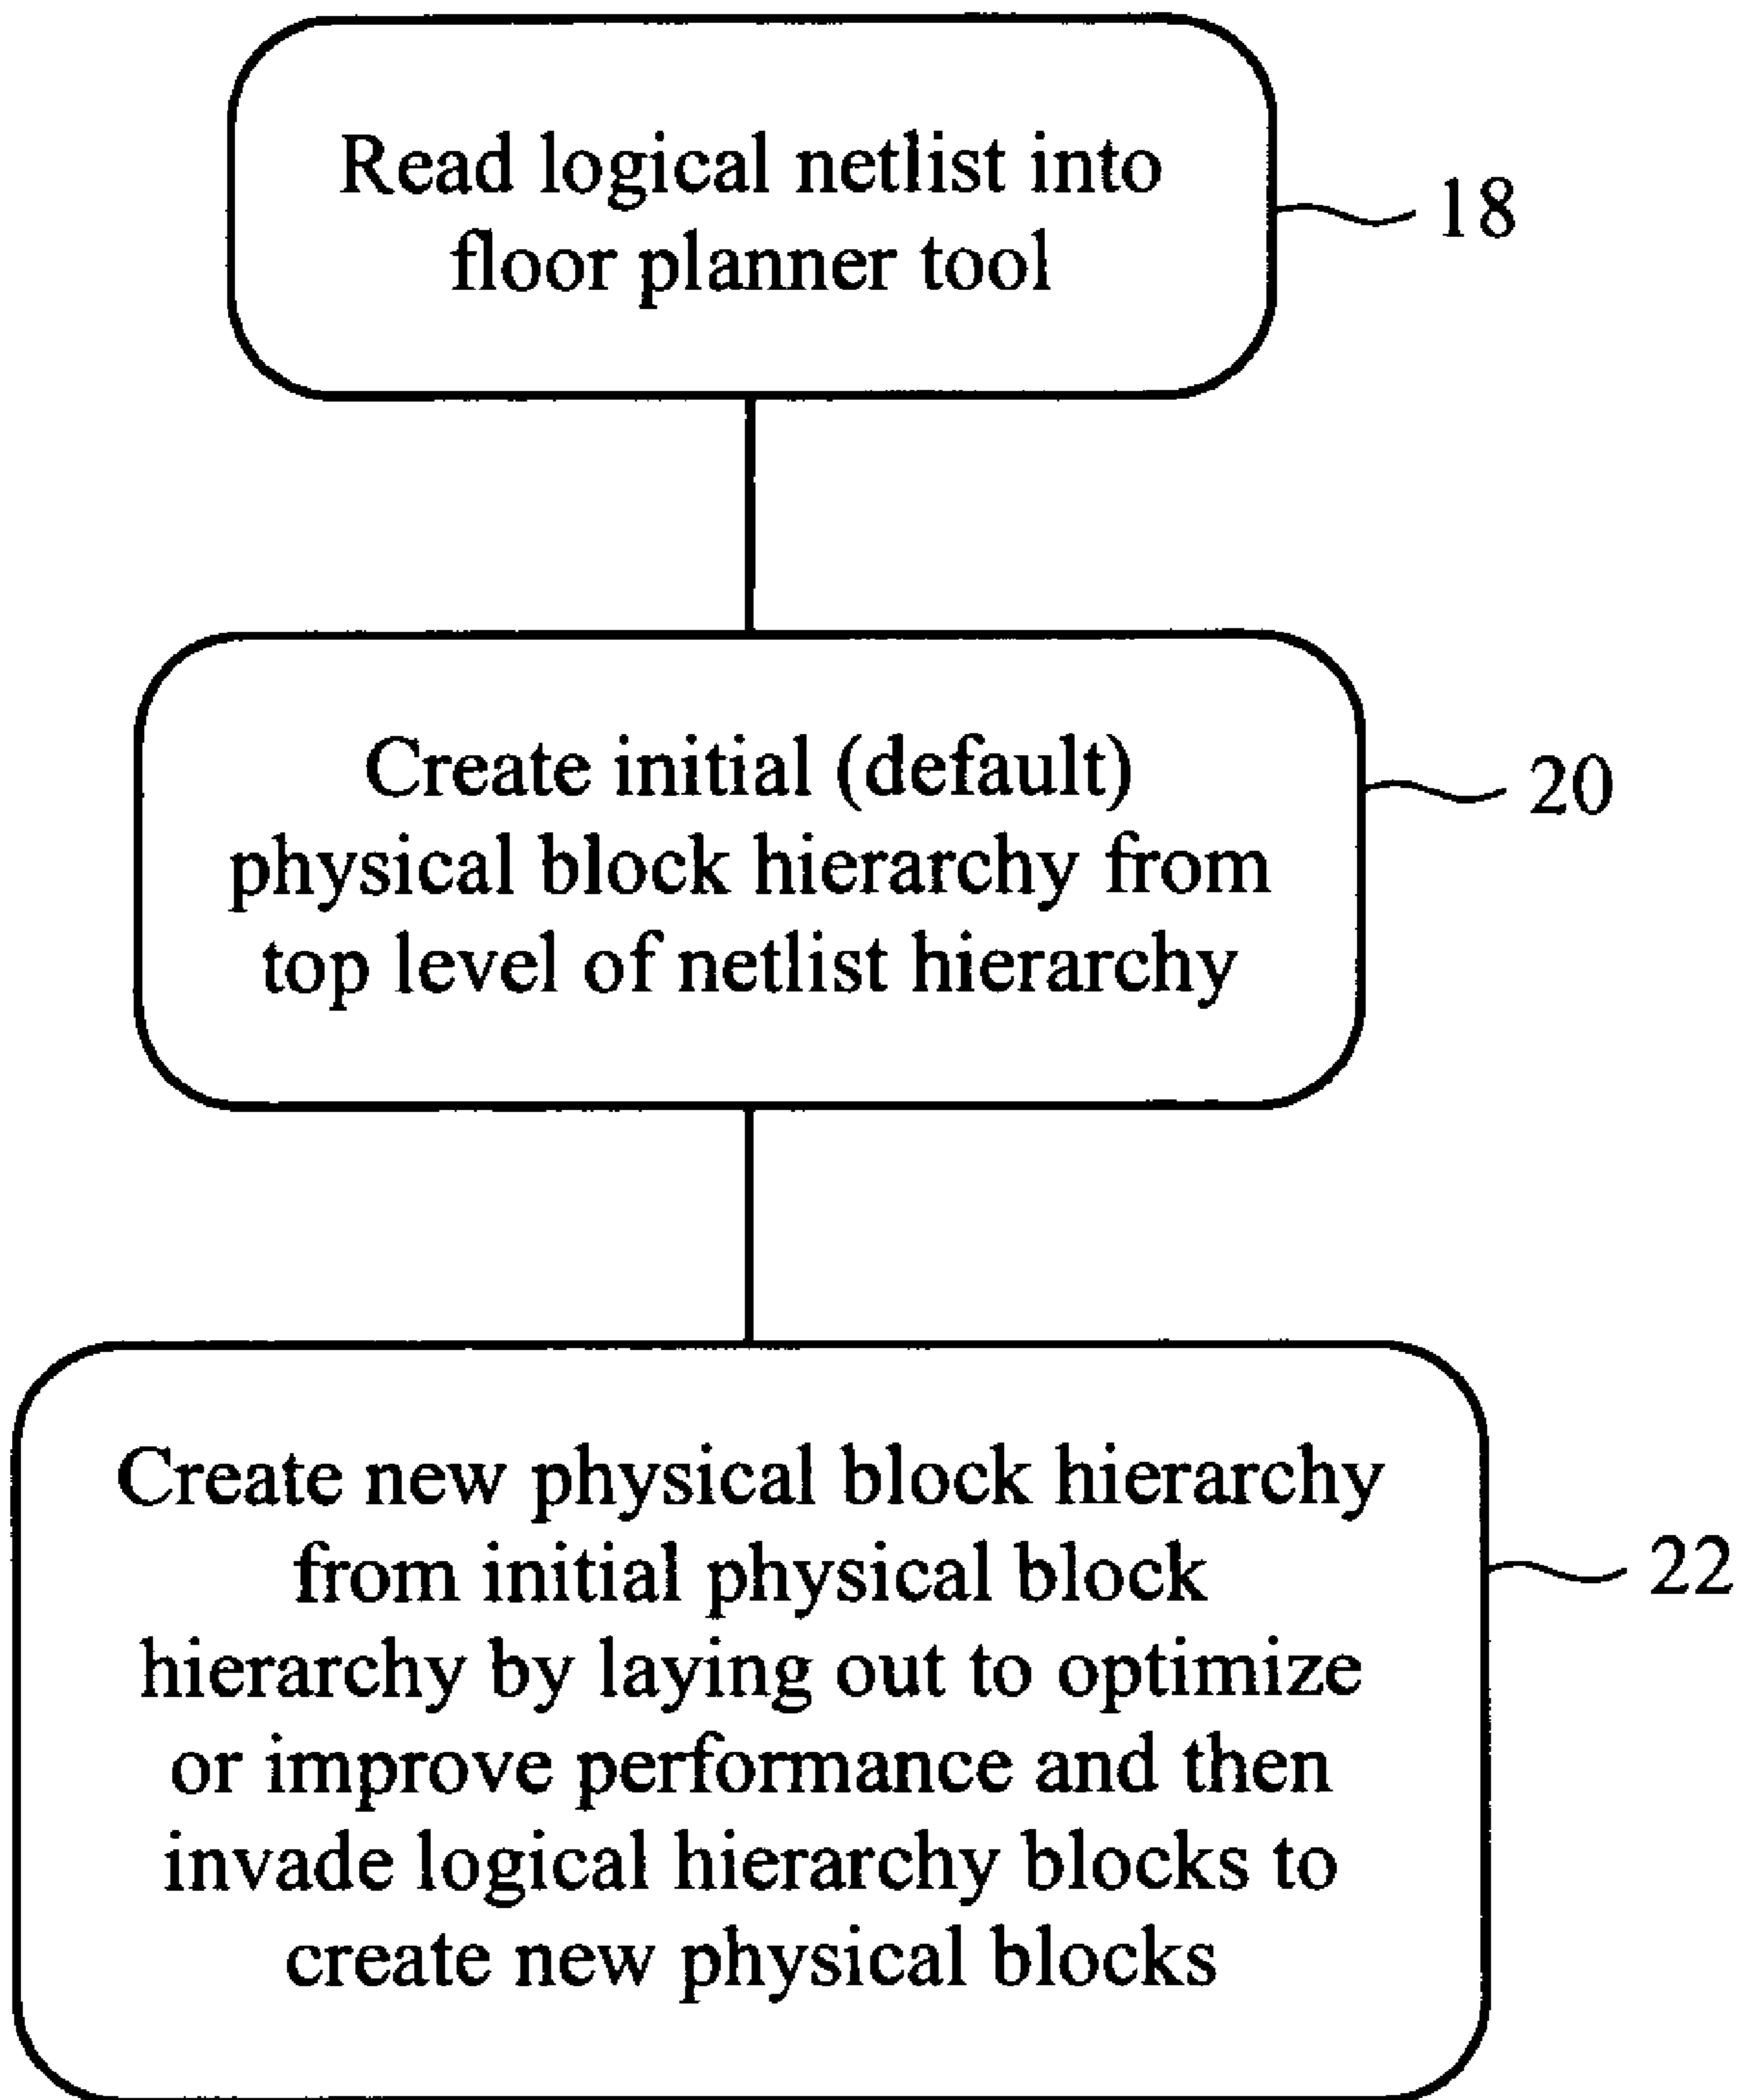 Read logical netlist into
floor planner tool
18
Create initial (default)
physical block hierarchy from
top level of netlist hierarchy
20
Create new physical block hierarchy
from initial physical block
hierarchy by laying out to optimize
or improve performance and then
invade logical hierarchy blocks to
create new physical blocks
22